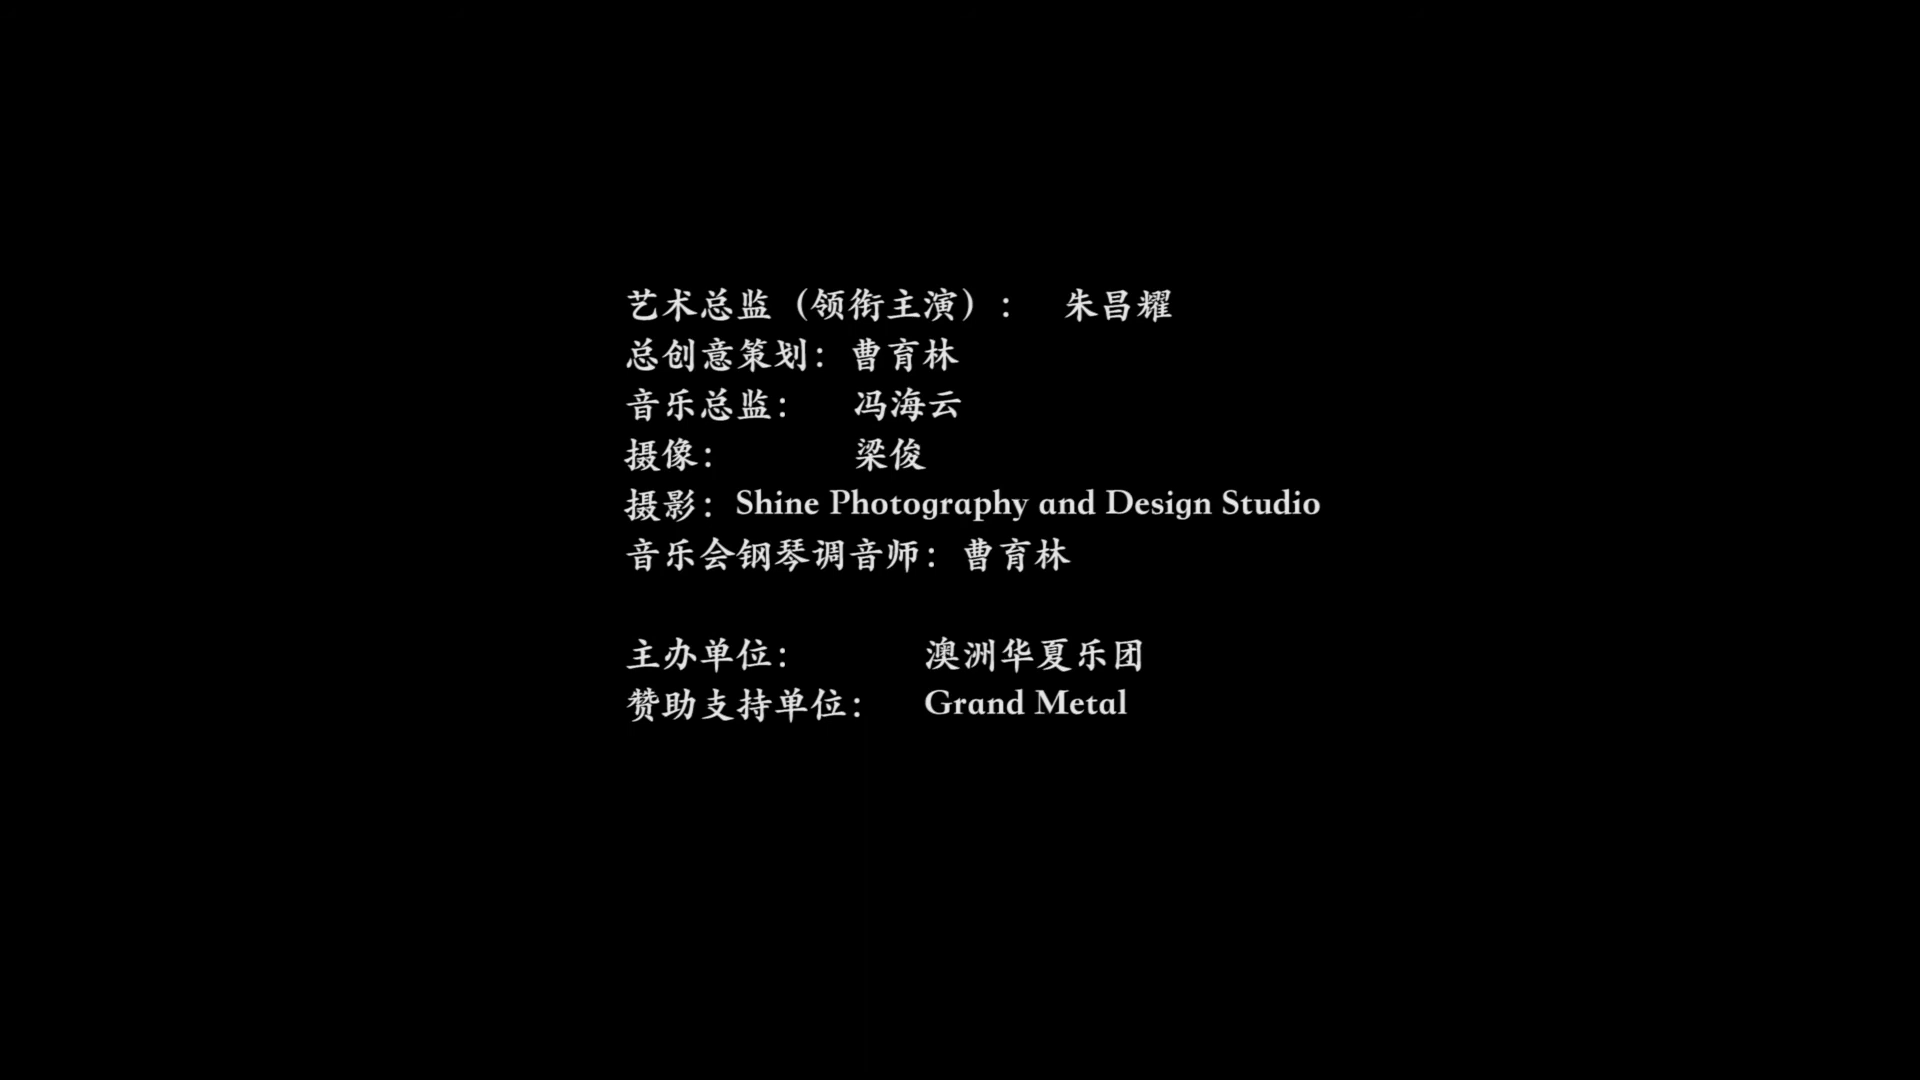 艺术总监（领衔主演）： 朱昌耀
总创意策划：曹育林
音乐总监： 冯海云
摄像： 梁俊
摄影：Shine Photography and Design Studio
音乐会钢琴调音师：曹育林
主办单位： 澳洲华夏乐团
赞助支持单位： Grand Metal